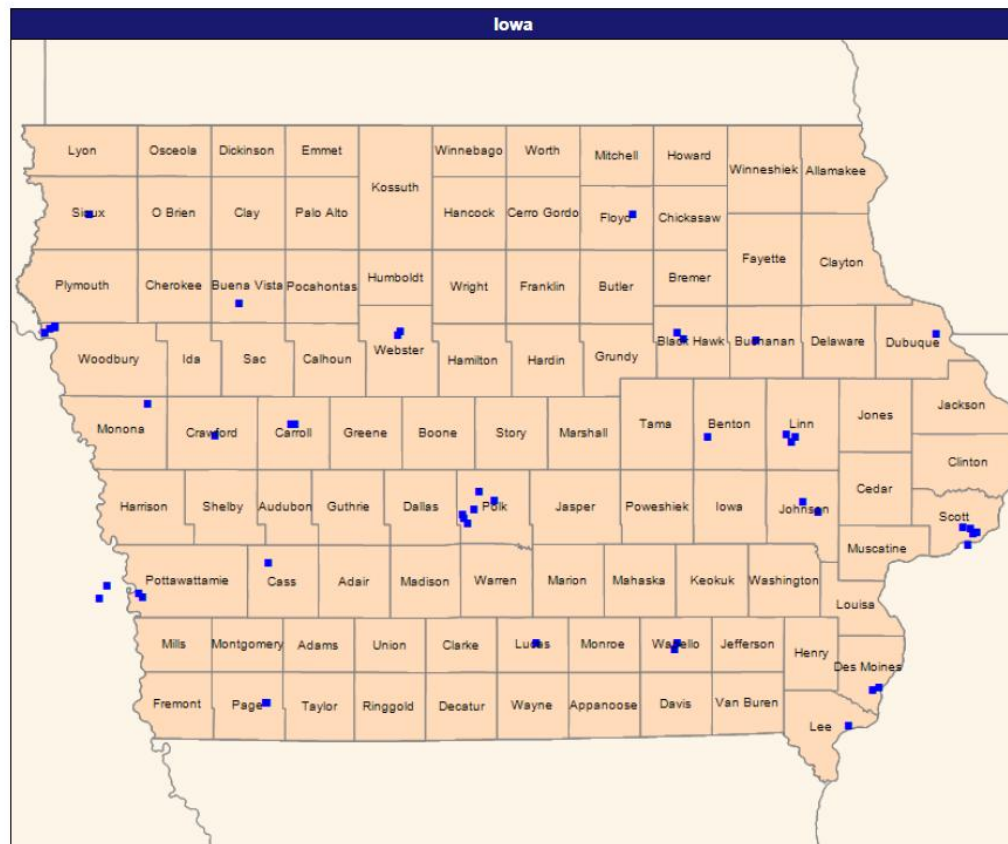 Iowa
Lyon Osceola Dickinson Emmet Winnebago Worth Mitchell Howard
Winneshiek Allamakee
Kossuth
Sioux O Brien Clay Palo Alto Hancock Cerro Gordo Floyd Chickasaw
Fayette Clayton
Plymouth Cherokee Buena Vista Pocahontas Humboldt Wright Franklin Butler Bremer
Woodbury Ida Sac Calhoun Webster Hamilton Hardin Grundy Black Hawk Buchanan Delaware Dubuque
Monona Crawford Carroll Greene Boone Story Marshall Tama Benton Linn Jones Jackson
Clinton
Harrison Shelby Audubon Guthrie Dallas Polk Jasper Poweshiek Iowa Johnson Cedar
Scott
Muscatine
Pottawattamie Cass Adair Madison Warren Marion Mahaska Keokuk Washington
Louisa
Mills Montgomery Adams Union Clarke Lucas Monroe Wapello Jefferson Henry
Des Moines
Fremont Page Taylor Ringgold Decatur Wayne Appanoose Davis Van Buren
Lee